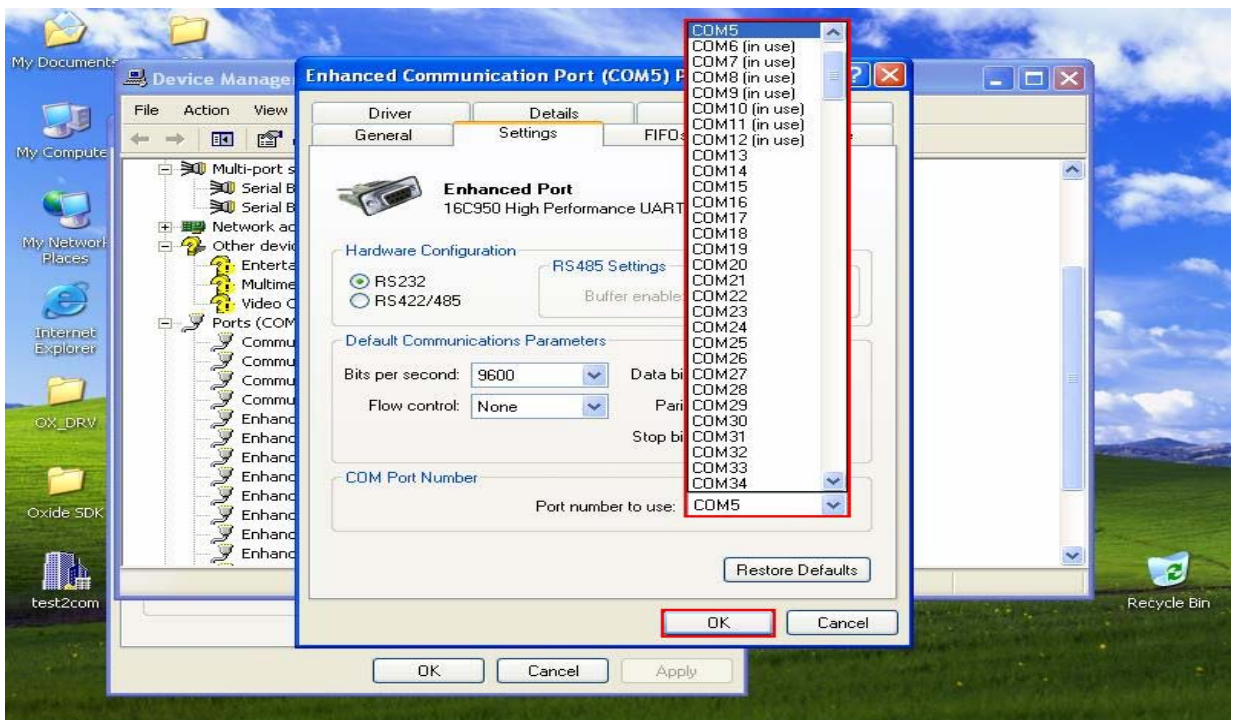 My Documents
My Compute
My Network
Places
Internet
Explorer
OX_DRV
Oxide SDK
test2com
Recycle Bin
Device Manage
File Action View
Multi-port s
Serial B
Serial B
Network ad
Other devic
Enterta
Multime
Video C
Ports (COM
Commu
Commu
Commu
Commu
Enhanc
Enhanc
Enhanc
Enhanc
Enhanc
Enhanc
Enhanc
Enhanc
Enhanced Communication Port (COM5) P
Driver Details
General Settings FIFOs
Enhanced Port
16C950 High Performance UART
Hardware Configuration
RS232
RS422/485
RS485 Settings
Buffer enable
Default Communications Parameters
Bits per second: 9600 Data bi
Flow control: None Pari
Stop bi
COM Port Number
Port number to use: COM5
COM5
COM6 (in use)
COM7 (in use)
COM8 (in use)
COM9 (in use)
COM10 (in use)
COM11 (in use)
COM12 (in use)
COM13
COM14
COM15
COM16
COM17
COM18
COM19
COM20
COM21
COM22
COM23
COM24
COM25
COM26
COM27
COM28
COM29
COM30
COM31
COM32
COM33
COM34
Restore Defaults
OK Cancel
OK Cancel Apply